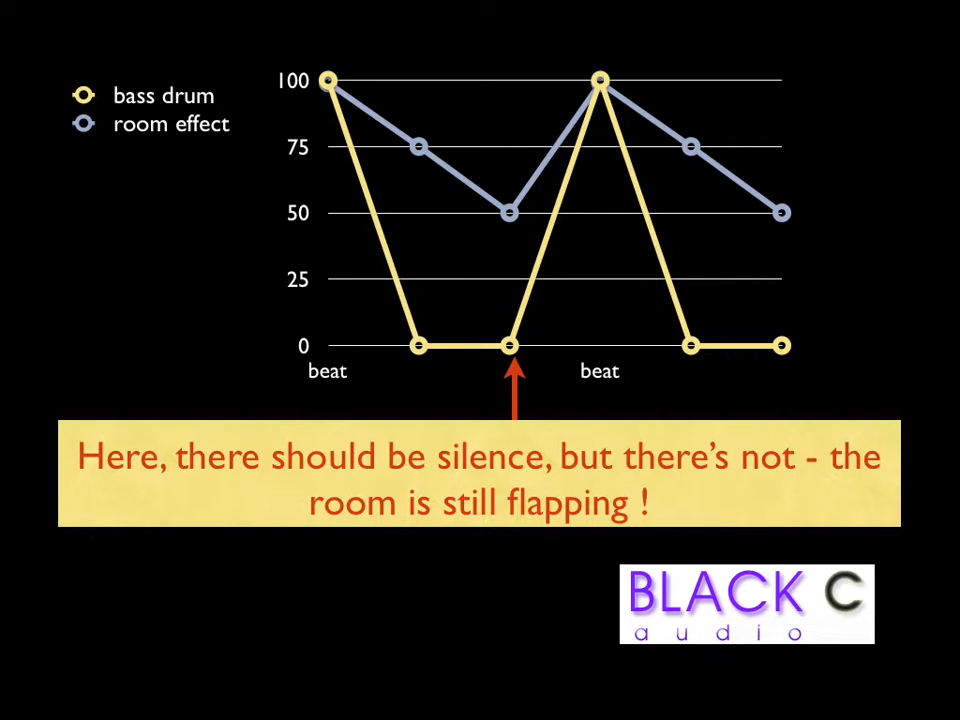 bass drum
room effect
100
75
50
25
0
beat
beat
Here, there should be silence, but there's not - the
room is still flapping !
BLACK C
audio